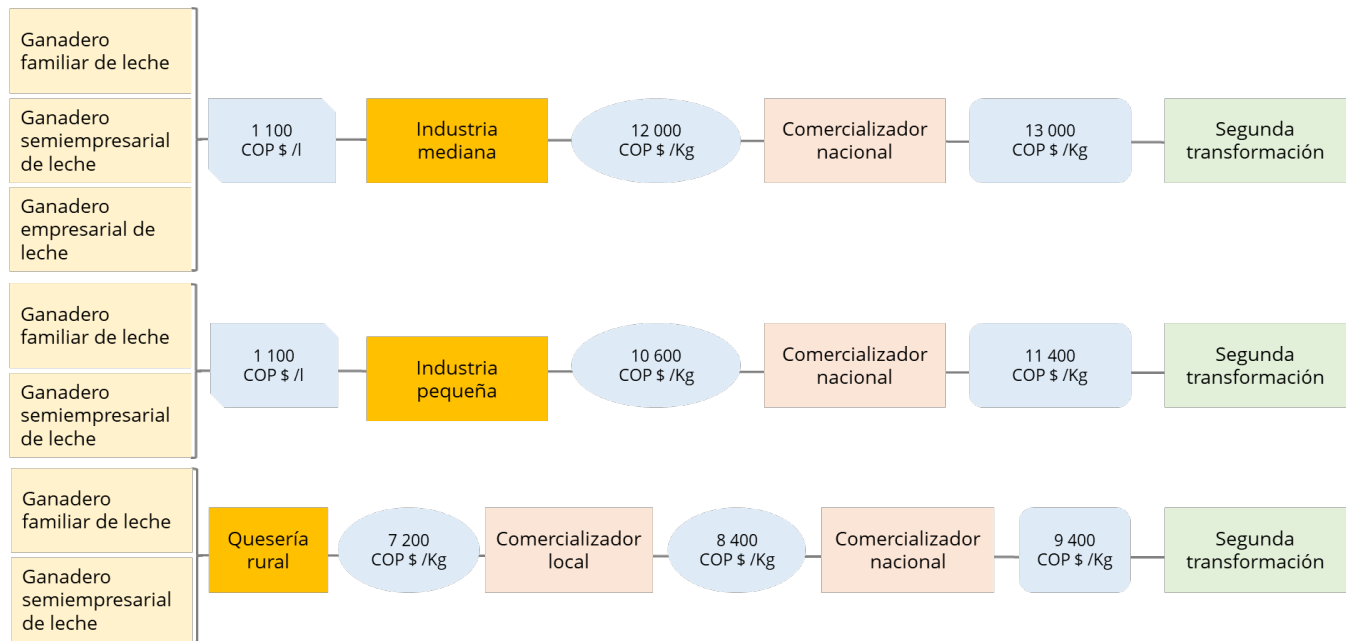 Ganadero
familiar de leche
Ganadero
semiempresarial
de leche
Ganadero
empresarial de
leche
1 100
COP $ /l
Industria
mediana
12 000
COP $ /Kg
Comercializador
nacional
13 000
COP $ /Kg
Segunda
transformación
Ganadero
familiar de leche
Ganadero
semiempresarial
de leche
1 100
COP $ /l
Industria
pequeña
10 600
COP $ /Kg
Comercializador
nacional
11 400
COP $ /Kg
Segunda
transformación
Ganadero
familiar de leche
Ganadero
semiempresarial
de leche
Quesería
rural
7 200
COP $ /Kg
Comercializador
local
8 400
COP $ /Kg
Comercializador
nacional
9 400
COP $ /Kg
Segunda
transformación